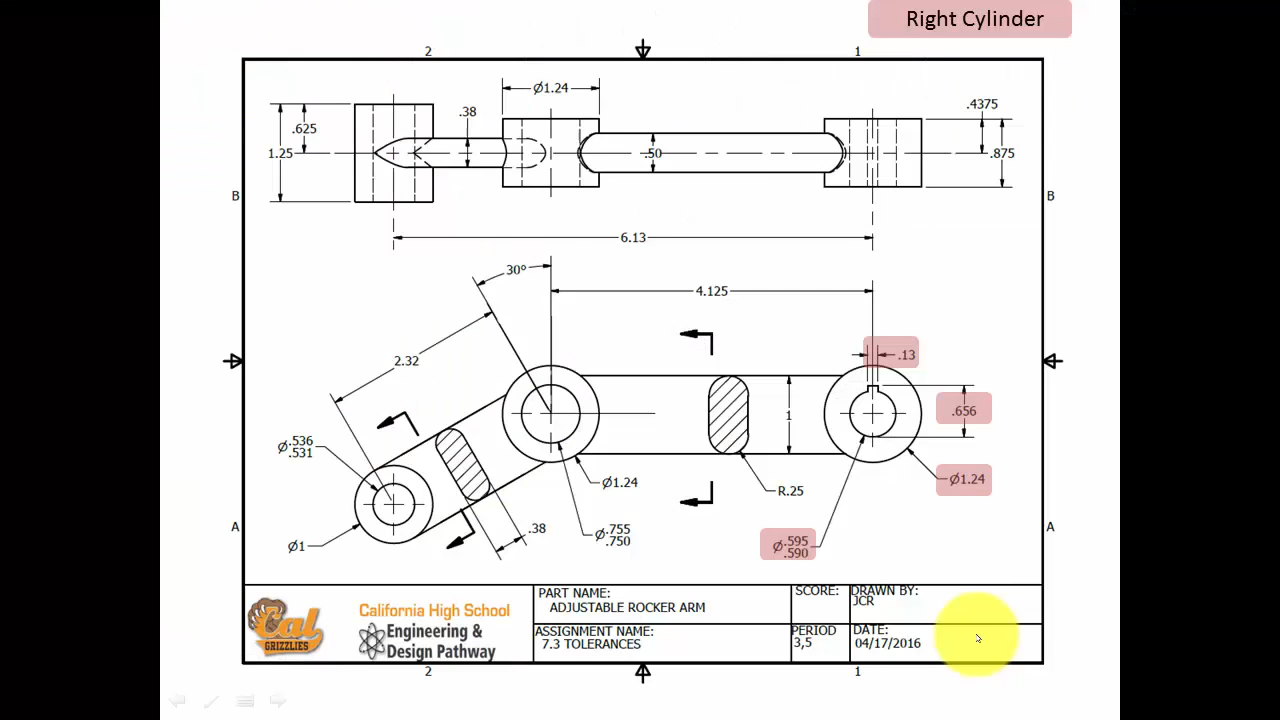 Right Cylinder
2 1
Ø1.24
.38
.4375
.625
1.25
.50
.875
B B
6.13
30°
4.125
.13
2.32
.656
1
Ø.536
.531
Ø1.24
Ø1.24
R.25
Ø1
.38
Ø.755
.750
Ø.595
.590
A A
PART NAME:
ADJUSTABLE ROCKER ARM
SCORE:
DRAWN BY:
JCR
Cal
GRIZZLIES
California High School
Engineering &
Design Pathway
ASSIGNMENT NAME:
7.3 TOLERANCES
PERIOD
3,5
DATE:
04/17/2016
2 1